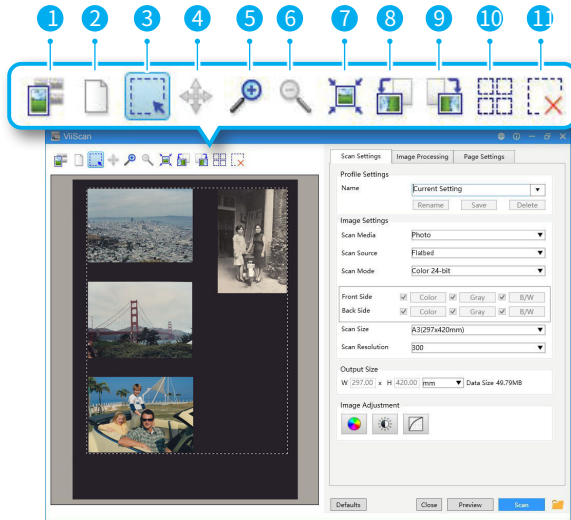 1 2 3 4 5 6 7 8 9 10 11
ViiScan
Scan Settings Image Processing Page Settings
Profile Settings
Name Current Setting
Rename Save Delete
Image Settings
Scan Media Photo
Scan Source Flatbed
Scan Mode Color 24-bit
Front Side Color Gray B/W
Back Side Color Gray B/W
Scan Size A3(297x420mm)
Scan Resolution 300
Output Size
W 297.00 x H 420.00 mm Data Size 49.79MB
Image Adjustment
Defaults Close Preview Scan